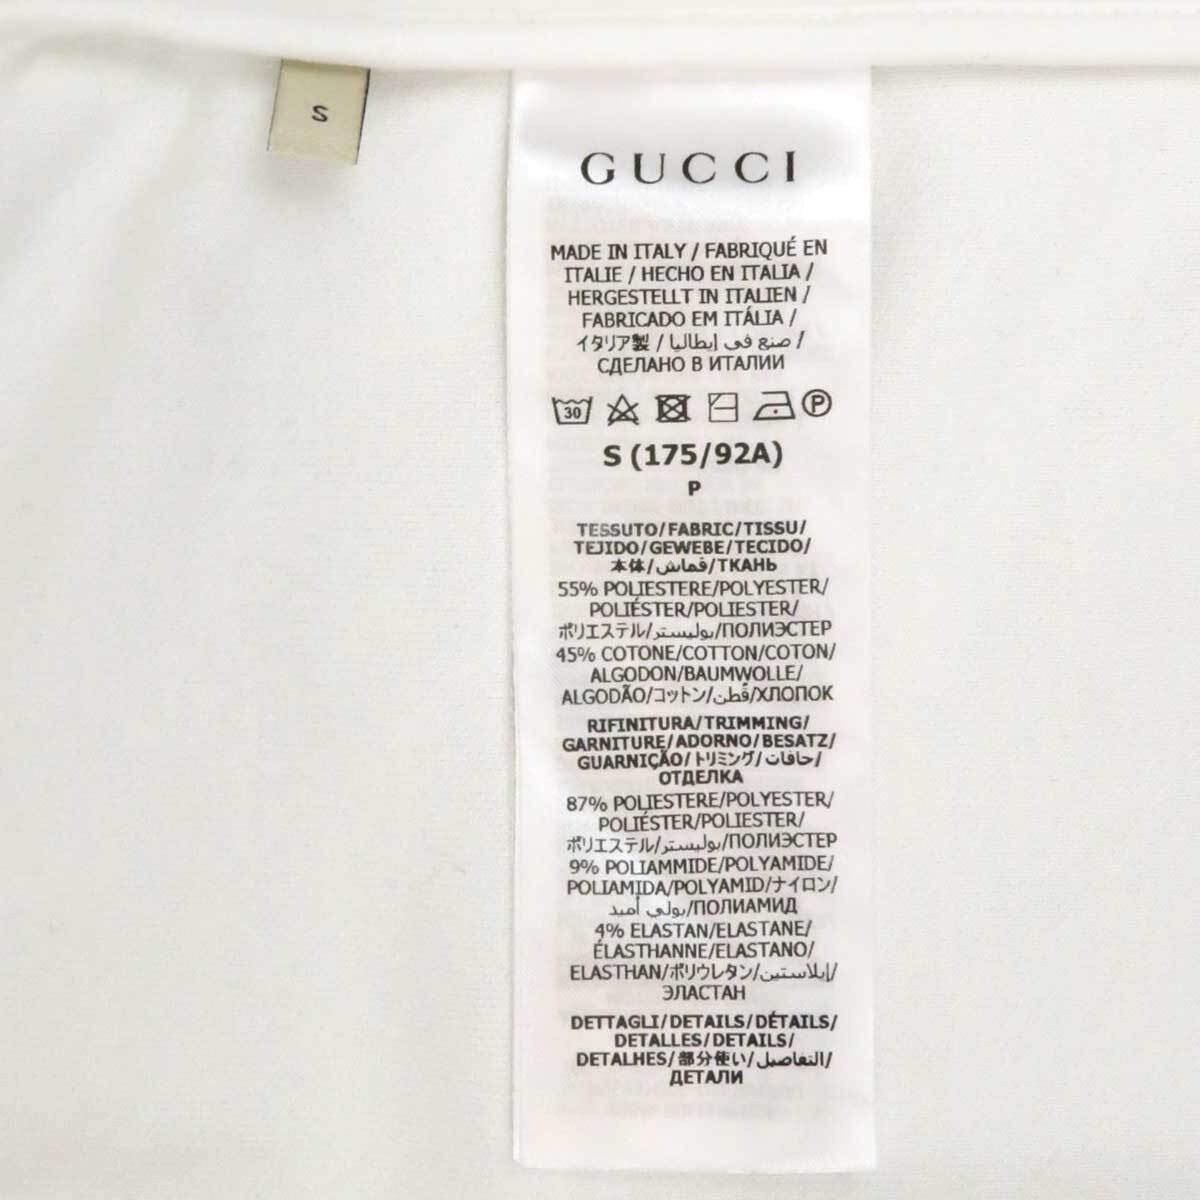 S
GUCCI
MADE IN ITALY / FABRIQUÉ EN
ITALIE / HECHO EN ITALIA /
HERGESTELLT IN ITALIEN /
FABRICADO EM ITÁLIA /
イタリア製 / صنع في إيطاليا /
СДЕЛАНО В ИТАЛИИ
30 P
S (175/92A)
P
TESSUTO/FABRIC/TISSU/
TEJIDO/GEWEBE/TECIDO/
本体/قماش/ТКАНЬ
55% POLIESTERE/POLYESTER/
POLIÉSTER/POLIESTER/
ポリエステル/بوليستر/ПОЛИЭСТЕР
45% COTONE/COTTON/COTON/
ALGODON/BAUMWOLLE/
ALGODÃO/コットン/قطن/ХЛОПОК
RIFINITURA/TRIMMING/
GARNITURE/ADORNO/BESATZ/
GUARNIÇÃO/トリミング/حافات/
ОТДЕЛКА
87% POLIESTERE/POLYESTER/
POLIÉSTER/POLIESTER/
ポリエステル/بوليستر/ПОЛИЭСТЕР
9% POLIAMMIDE/POLYAMIDE/
POLIAMIDA/POLYAMID/ナイロン/
بولي أميد/ПОЛИАМИД
4% ELASTAN/ELASTANE/
ÉLASTHANNE/ELASTANO/
ELASTHAN/ポリウレタン/إيلاستين/
ЭЛАСТАН
DETTAGLI/DETAILS/DÉTAILS/
DETALLES/DETAILS/
DETALHES/部分使い/التفاصيل/
ДЕТАЛИ